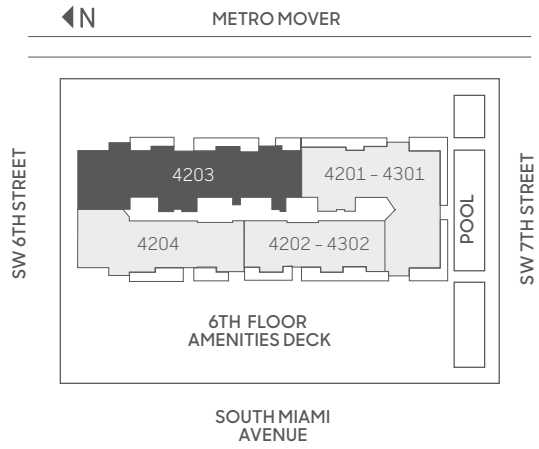 N
METRO MOVER
SW 6TH STREET
4203
4201 – 4301
4204
4202 – 4302
POOL
SW 7TH STREET
6TH FLOOR
AMENITIES DECK
SOUTH MIAMI
AVENUE